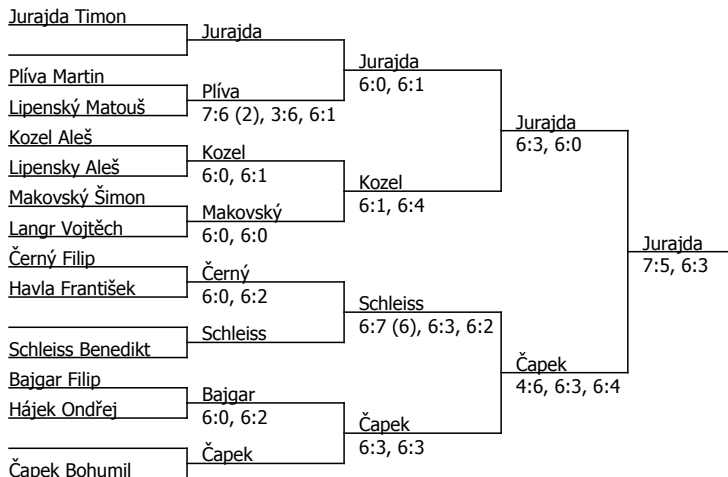 Jurajda Timon
Plíva Martin
Lipenský Matouš
Kozel Aleš
Lipensky Aleš
Makovský Šimon
Langr Vojtěch
Černý Filip
Havla František
Schleiss Benedikt
Bajgar Filip
Hájek Ondřej
Čapek Bohumil
Jurajda
Plíva
7:6 (2), 3:6, 6:1
Kozel
6:0, 6:1
Makovský
6:0, 6:0
Černý
6:0, 6:2
Schleiss
Bajgar
6:0, 6:2
Čapek
Jurajda
6:0, 6:1
Kozel
6:1, 6:4
Schleiss
6:7 (6), 6:3, 6:2
Čapek
6:3, 6:3
Jurajda
6:3, 6:0
Čapek
4:6, 6:3, 6:4
Jurajda
7:5, 6:3